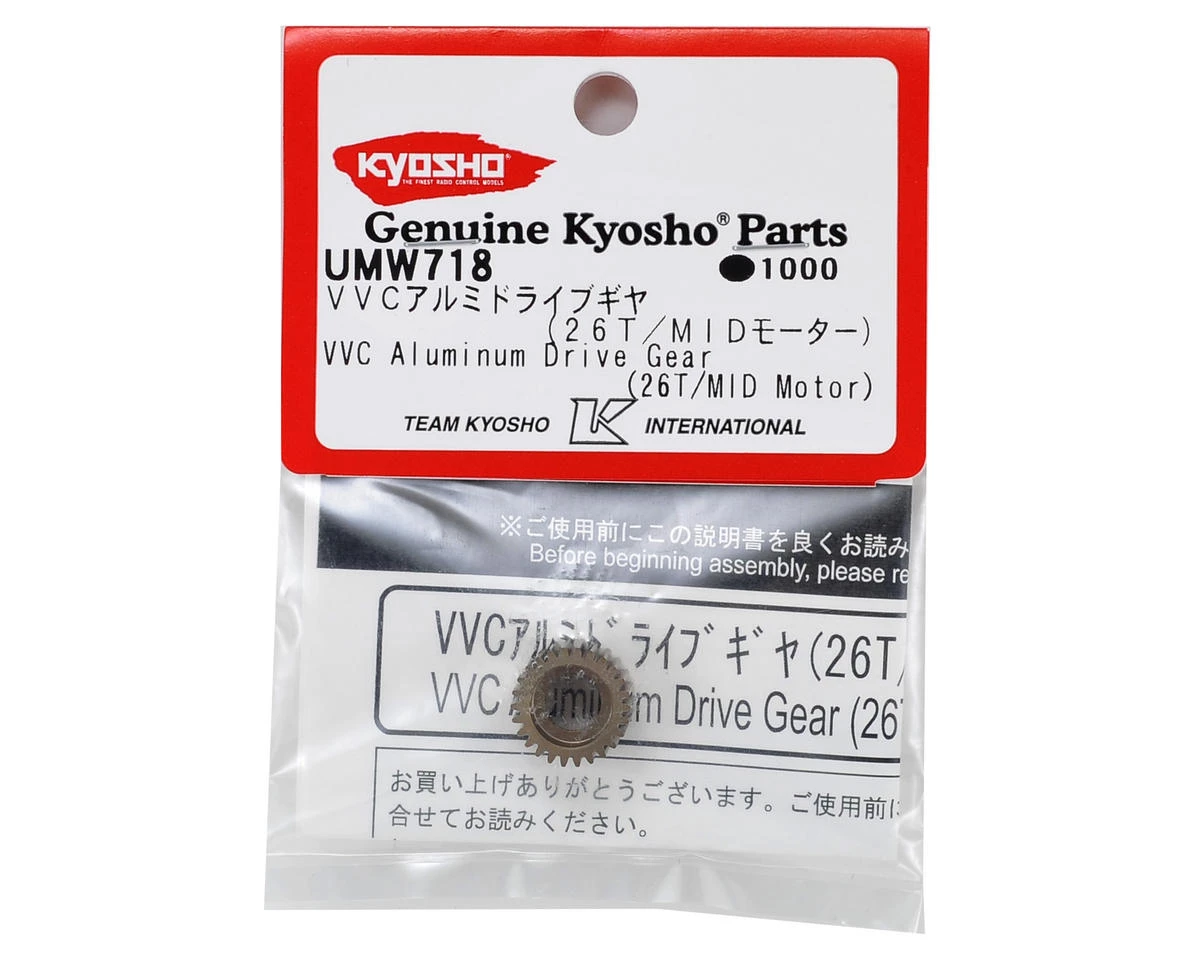 KYOSHO®
THE FINEST RADIO CONTROL MODELS
Genuine Kyosho® Parts
UMW718 ●1000
VVCアルミドライブギヤ
(26T/MIDモーター)
VVC Aluminum Drive Gear
(26T/MID Motor)
TEAM KYOSHO K INTERNATIONAL
※ご使用前にこの説明書を良くお読み
Before beginning assembly, please re
VVCアルミドライブギヤ(26T/
VVC Aluminum Drive Gear (26T
お買い上げありがとうございます。ご使用前に
合せてお読みください。